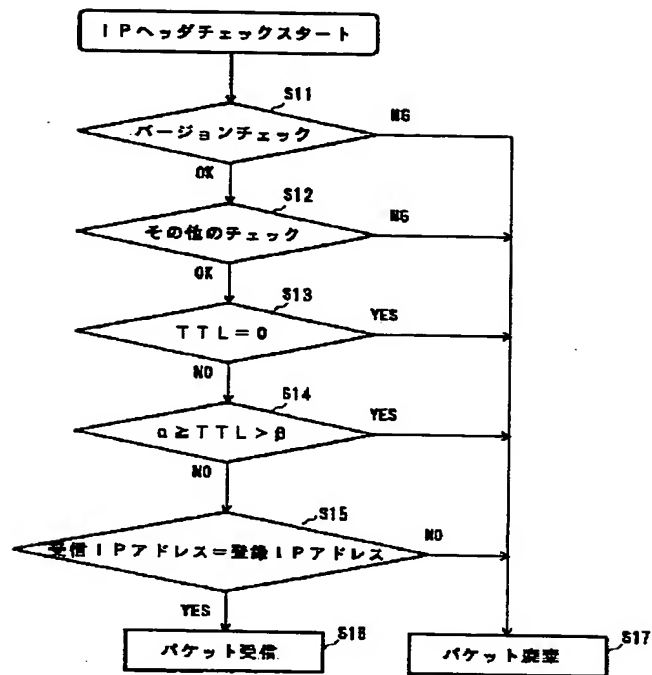 IPヘッダチェックスタート
S11
バージョンチェック
NG
OK
S12
その他のチェック
NG
OK
S13
TTL=0
YES
NO
S14
α≧TTL>β
YES
NO
S15
受信IPアドレス=登録IPアドレス
NO
YES
パケット受信
S16
パケット廃棄
S17